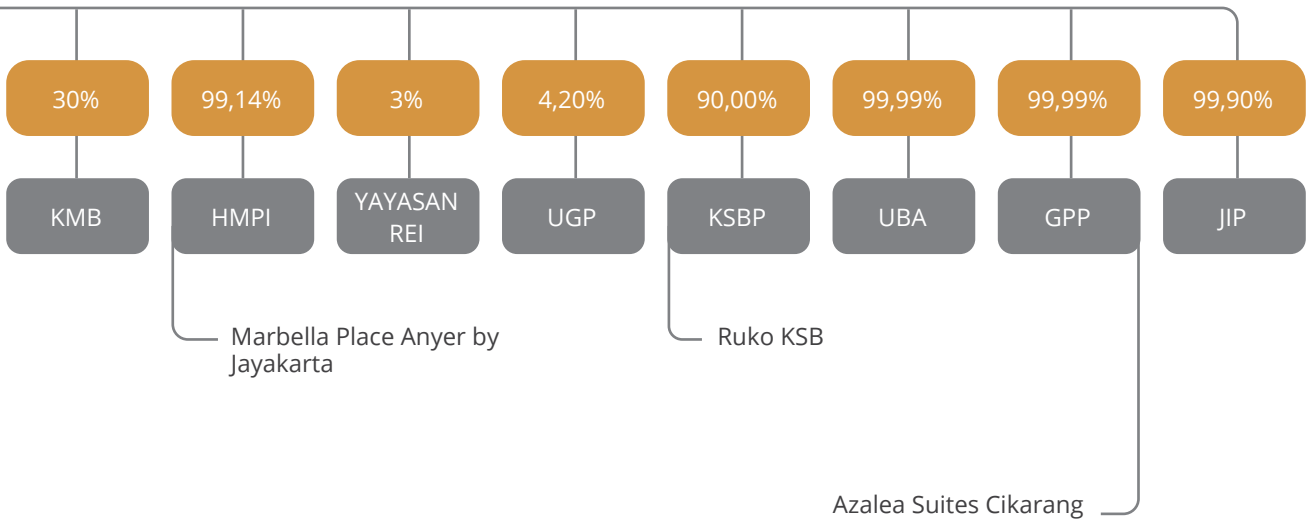 30%
99,14%
3%
4,20%
90,00%
99,99%
99,99%
99,90%
KMB
HMPI
YAYASAN
REI
UGP
KSBP
UBA
GPP
JIP
Marbella Place Anyer by
Jayakarta
Ruko KSB
Azalea Suites Cikarang